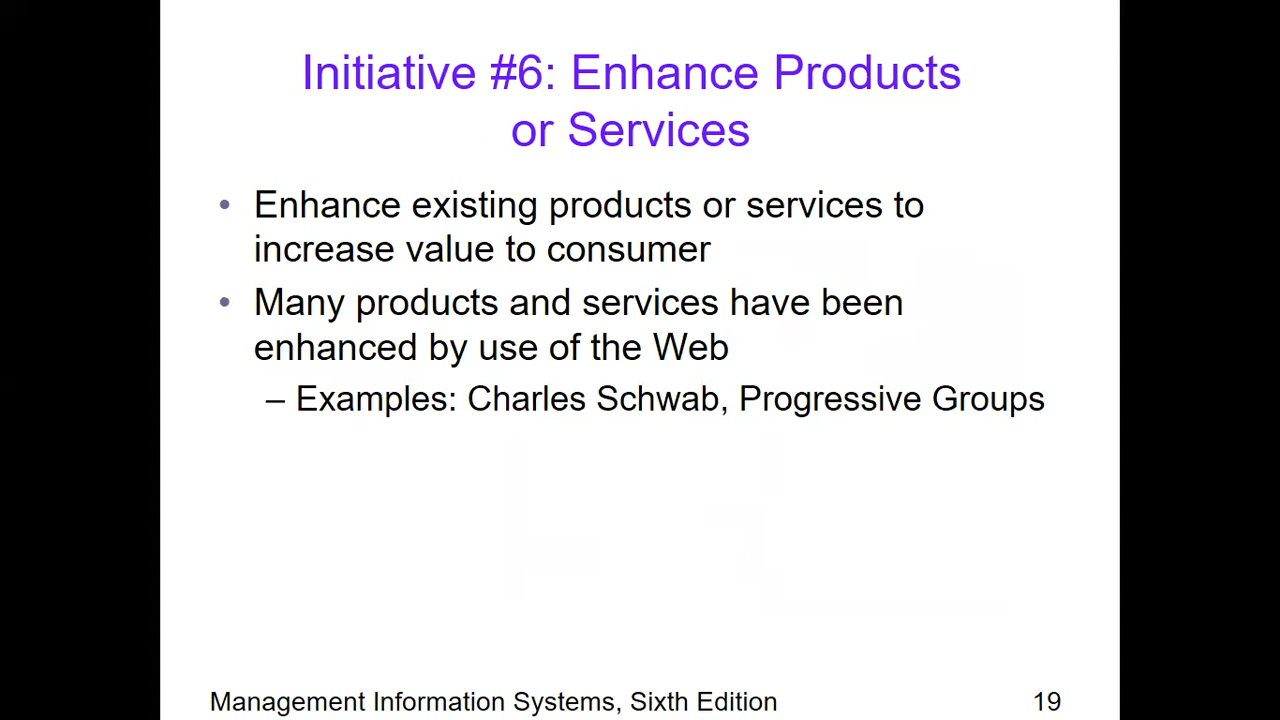 Initiative #6: Enhance Products
or Services
• Enhance existing products or services to
increase value to consumer
• Many products and services have been
enhanced by use of the Web
– Examples: Charles Schwab, Progressive Groups
Management Information Systems, Sixth Edition
19